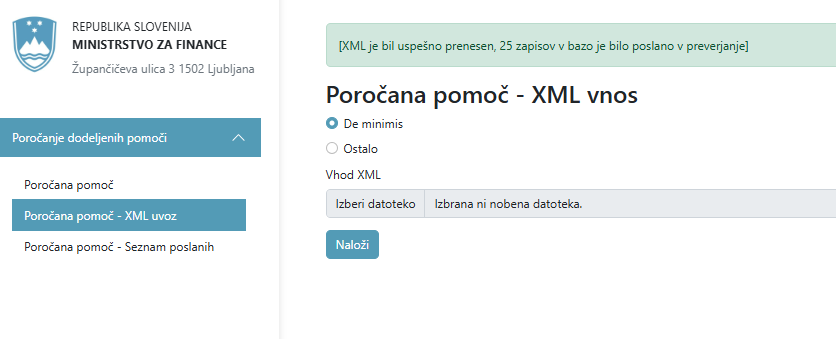 REPUBLIKA SLOVENIJA
MINISTRSTVO ZA FINANCE
Župančičeva ulica 3 1502 Ljubljana
Poročanje dodeljenih pomoči
Poročana pomoč
Poročana pomoč - XML uvoz
Poročana pomoč - Seznam poslanih
[XML je bil uspešno prenesen, 25 zapisov v bazo je bilo poslano v preverjanje]
Poročana pomoč - XML vnos
De minimis
Ostalo
Vhod XML
Izberi datoteko Izbrana ni nobena datoteka.
Naloži